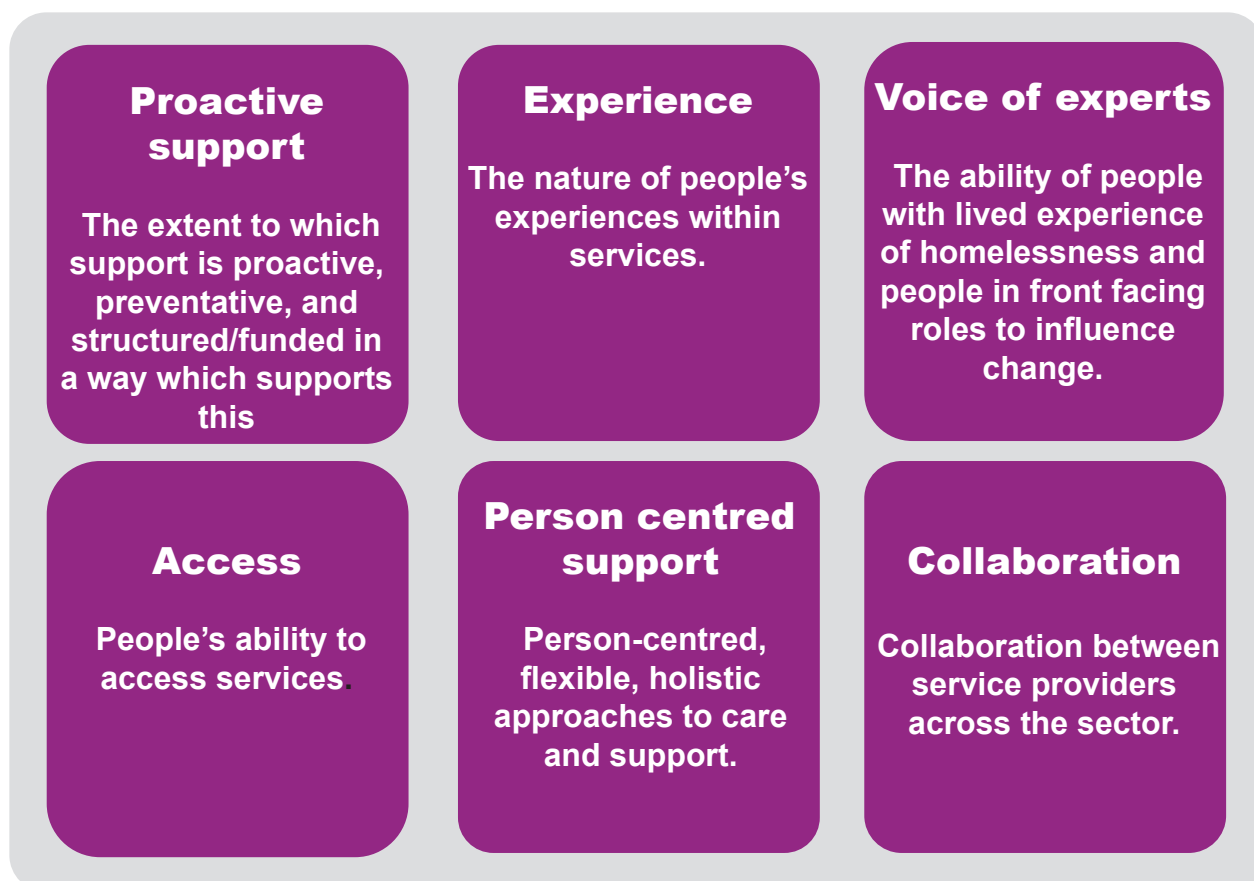 Proactive
support
The extent to which
support is proactive,
preventative, and
structured/funded in
a way which supports
this
Experience
The nature of people’s
experiences within
services.
Voice of experts
The ability of people
with lived experience
of homelessness and
people in front facing
roles to influence
change.
Access
People’s ability to
access services.
Person centred
support
Person-centred,
flexible, holistic
approaches to care
and support.
Collaboration
Collaboration between
service providers
across the sector.